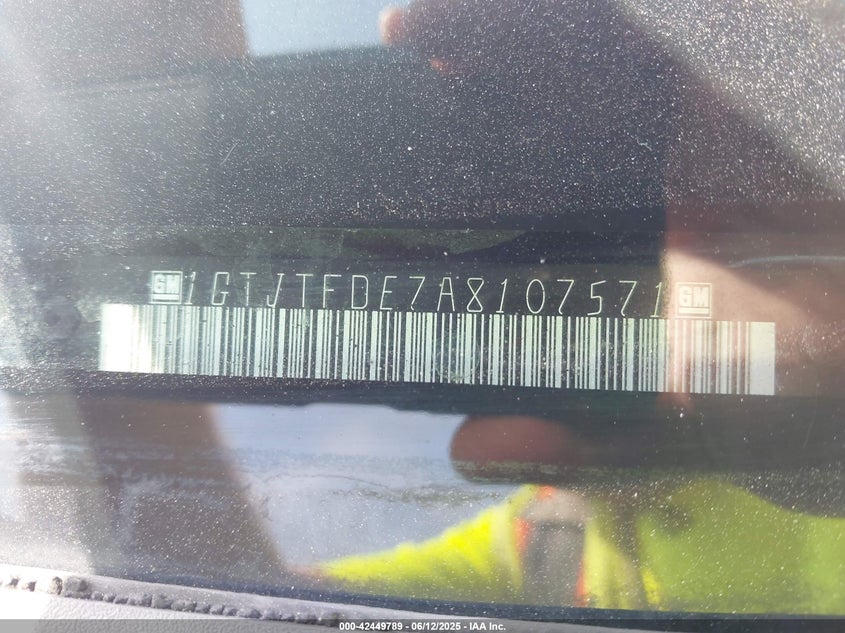 GM 1GTJTFDE7A8107571 GM
000-42449789 - 06/12/2025 - IAA Inc.